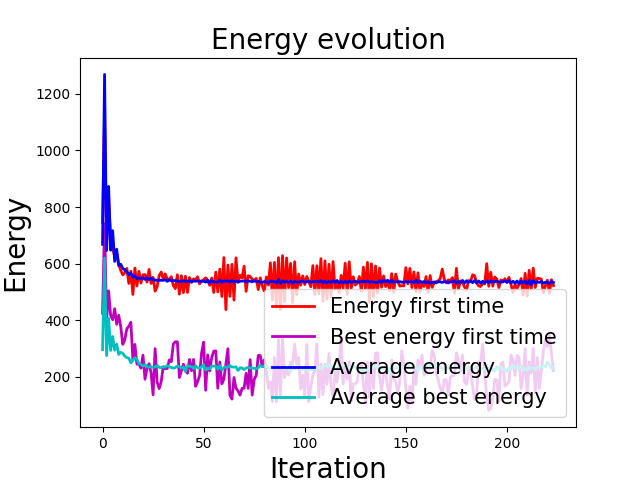 Energy evolution
1200
1000
800
600
400
200
Energy
Energy first time
Best energy first time
Average energy
Average best energy
0
50
100
150
200
Iteration